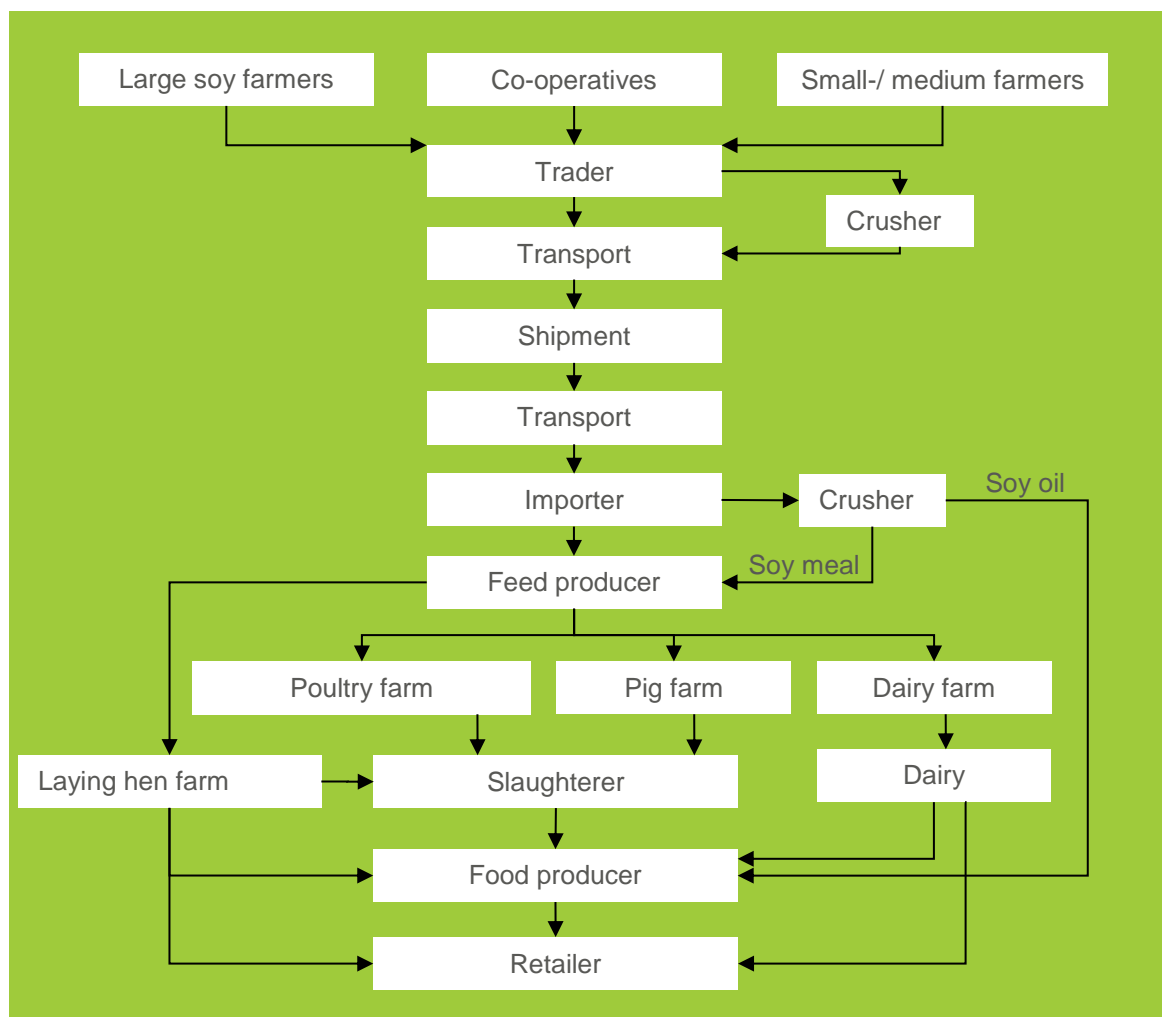 Large soy farmers
Co-operatives
Small-/ medium farmers
Trader
Crusher
Transport
Shipment
Transport
Importer
Crusher
Soy oil
Soy meal
Feed producer
Poultry farm
Pig farm
Dairy farm
Laying hen farm
Slaughterer
Dairy
Food producer
Retailer